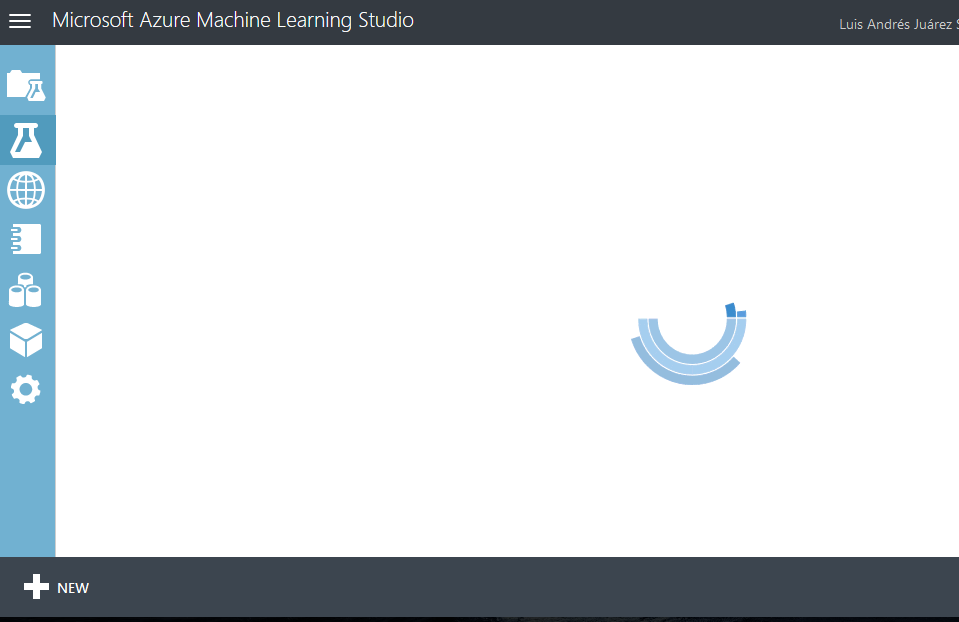 Microsoft Azure Machine Learning Studio
Luis Andrés Juárez S
NEW